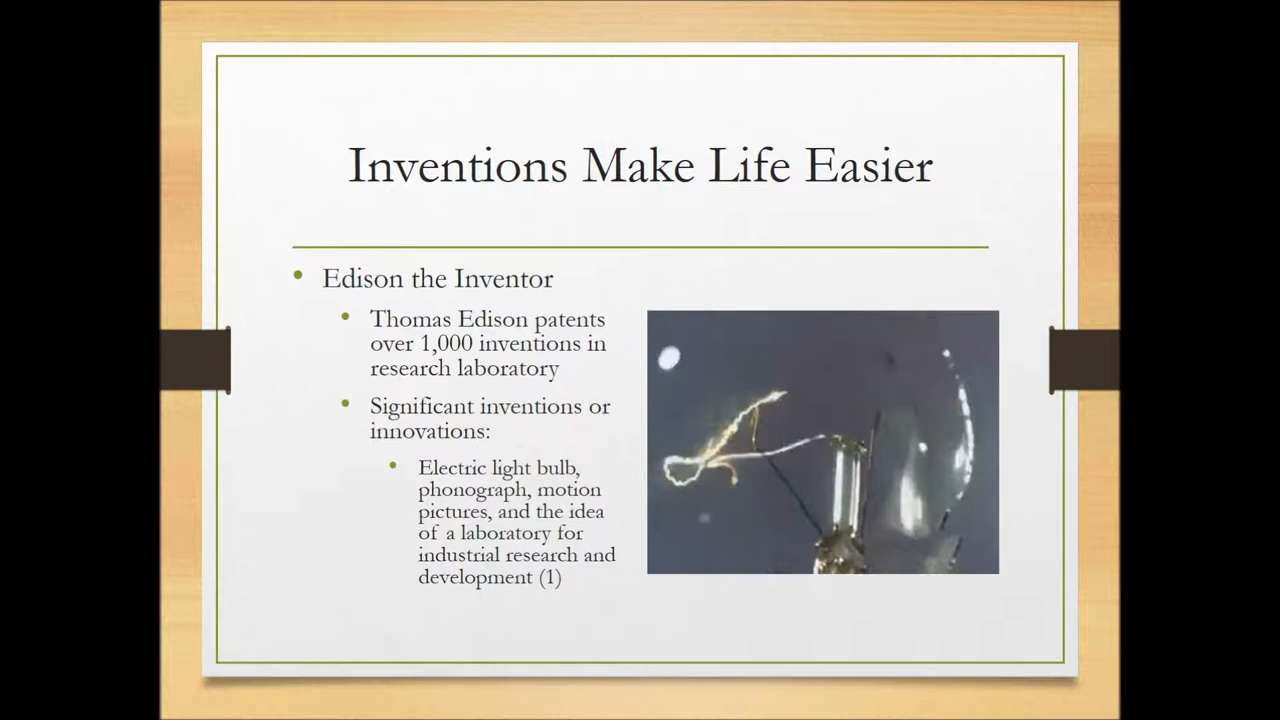 Inventions Make Life Easier
Edison the Inventor
Thomas Edison patents
over 1,000 inventions in
research laboratory
Significant inventions or
innovations:
Electric light bulb,
phonograph, motion
pictures, and the idea
of a laboratory for
industrial research and
development (1)